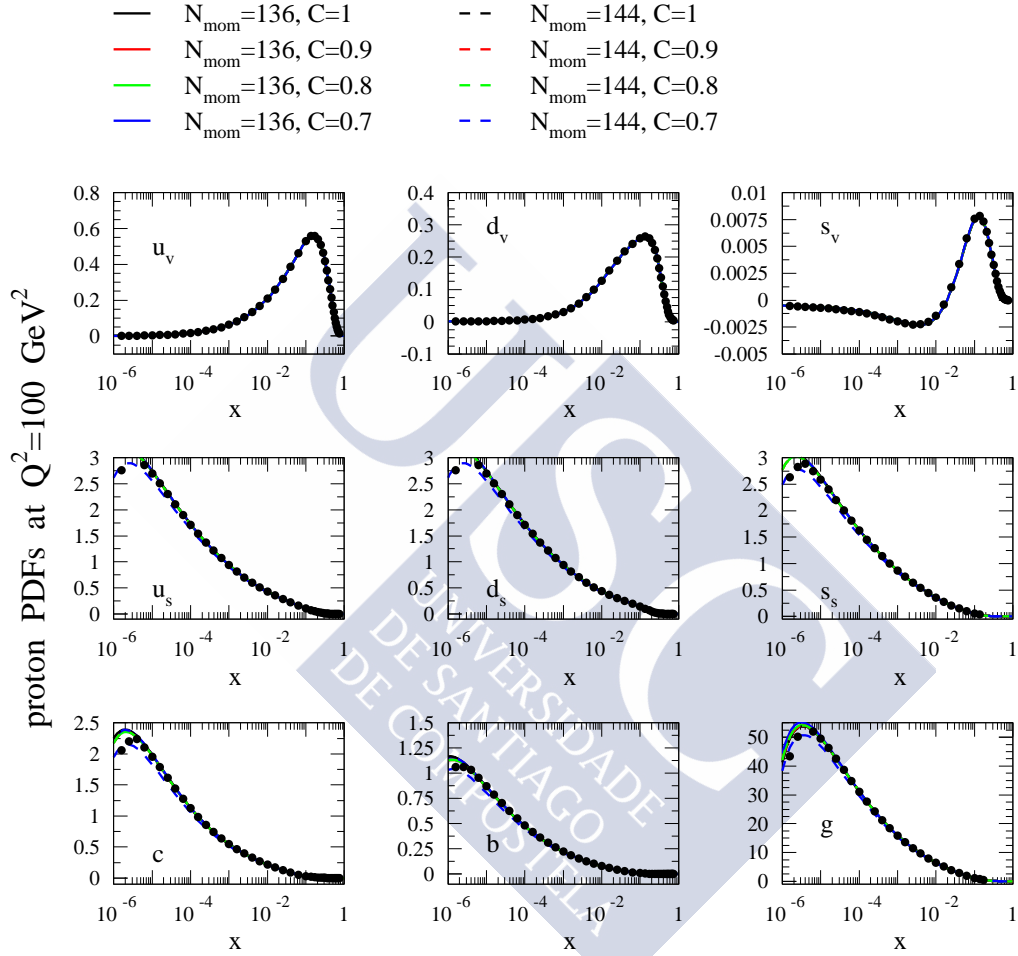 N_mom=136, C=1 N_mom=144, C=1
N_mom=136, C=0.9 N_mom=144, C=0.9
N_mom=136, C=0.8 N_mom=144, C=0.8
N_mom=136, C=0.7 N_mom=144, C=0.7
proton PDFs at Q^2=100 GeV^2
0.8 0.6 0.4 0.2 0
u_v
10^-6 10^-4 10^-2 1
x
0.4 0.3 0.2 0.1 0 -0.1
d_v
10^-6 10^-4 10^-2 1
x
0.01 0.0075 0.005 0.0025 0 -0.0025 -0.005
s_v
10^-6 10^-4 10^-2 1
x
3 2.5 2 1.5 1 0.5 0
u_s
10^-6 10^-4 10^-2 1
x
3 2.5 2 1.5 1 0.5 0
d_s
10^-6 10^-4 10^-2 1
x
3 2.5 2 1.5 1 0.5 0
s_s
10^-6 10^-4 10^-2 1
x
2.5 2 1.5 1 0.5 0
c
10^-6 10^-4 10^-2 1
x
1.5 1.25 1 0.75 0.5 0.25 0
b
10^-6 10^-4 10^-2 1
x
50 40 30 20 10 0
g
10^-6 10^-4 10^-2 1
x
USC
UNIVERSIDADE
DE SANTIAGO
DE COMPOSTELA